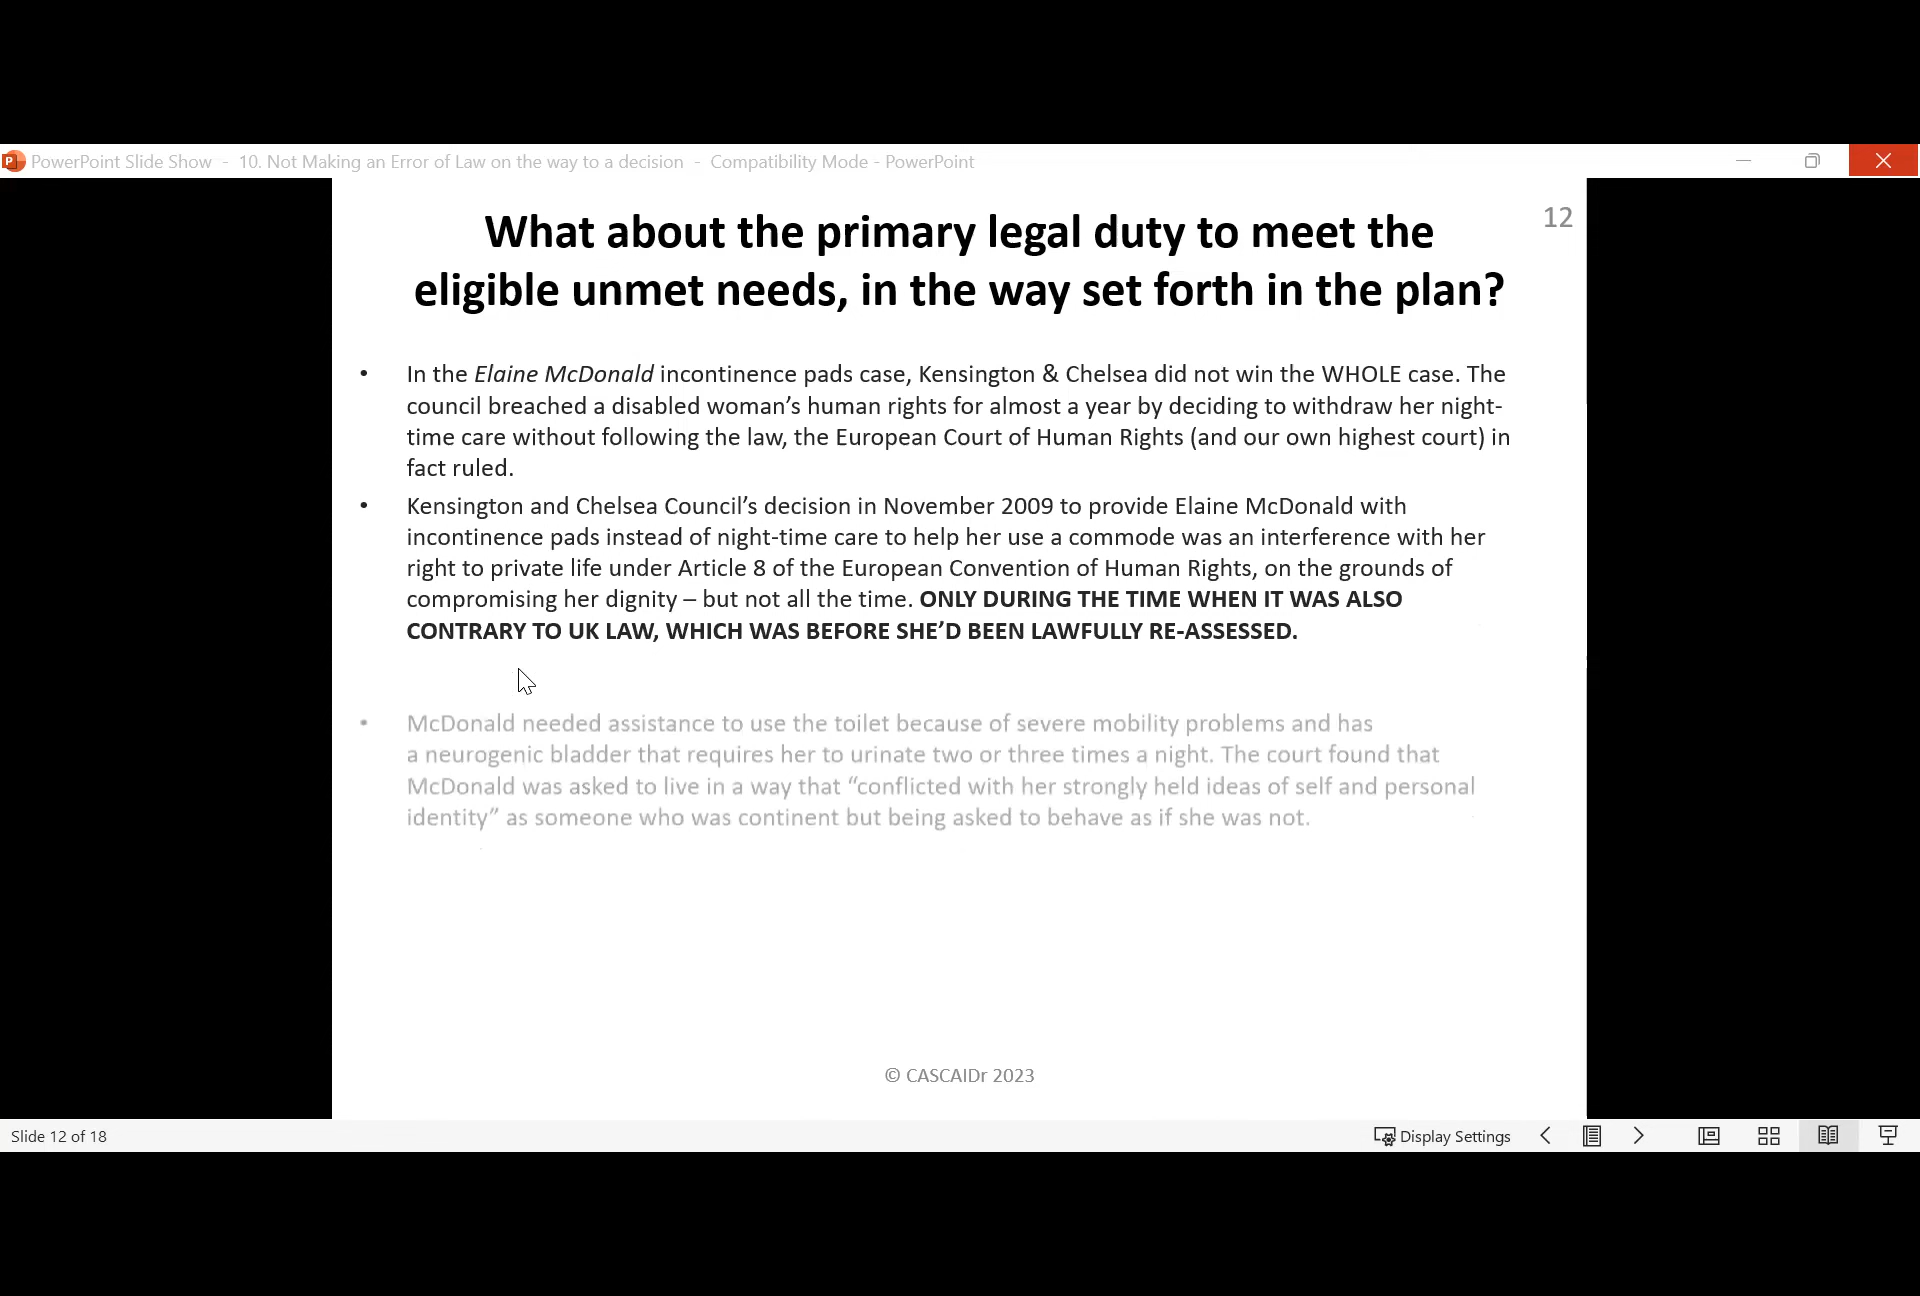 PowerPoint Slide Show - 10. Not Making an Error of Law on the way to a decision - Compatibility Mode - PowerPoint
12
What about the primary legal duty to meet the
eligible unmet needs, in the way set forth in the plan?
• In the Elaine McDonald incontinence pads case, Kensington & Chelsea did not win the WHOLE case. The
council breached a disabled woman’s human rights for almost a year by deciding to withdraw her night-
time care without following the law, the European Court of Human Rights (and our own highest court) in
fact ruled.
• Kensington and Chelsea Council’s decision in November 2009 to provide Elaine McDonald with
incontinence pads instead of night-time care to help her use a commode was an interference with her
right to private life under Article 8 of the European Convention of Human Rights, on the grounds of
compromising her dignity – but not all the time. ONLY DURING THE TIME WHEN IT WAS ALSO
CONTRARY TO UK LAW, WHICH WAS BEFORE SHE’D BEEN LAWFULLY RE-ASSESSED.
• McDonald needed assistance to use the toilet because of severe mobility problems and has
a neurogenic bladder that requires her to urinate two or three times a night. The court found that
McDonald was asked to live in a way that “conflicted with her strongly held ideas of self and personal
identity” as someone who was continent but being asked to behave as if she was not.
© CASCAIDr 2023
Slide 12 of 18
Display Settings